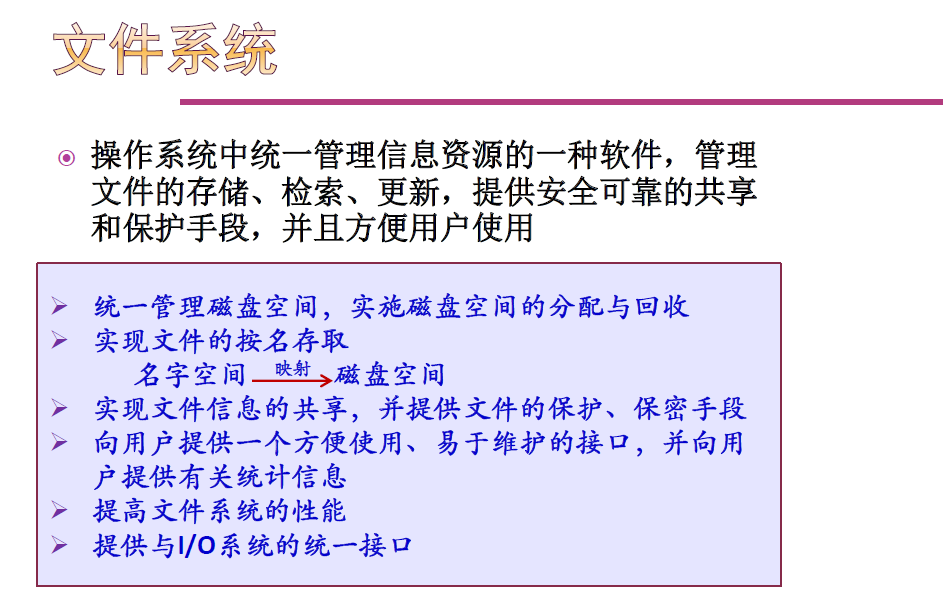 文件系统
操作系统中统一管理信息资源的一种软件，管理
文件的存储、检索、更新，提供安全可靠的共享
和保护手段，并且方便用户使用
统一管理磁盘空间，实施磁盘空间的分配与回收
实现文件的按名存取
名字空间 映射 磁盘空间
实现文件信息的共享，并提供文件的保护、保密手段
向用户提供一个方便使用、易于维护的接口，并向用
户提供有关统计信息
提高文件系统的性能
提供与I/O系统的统一接口